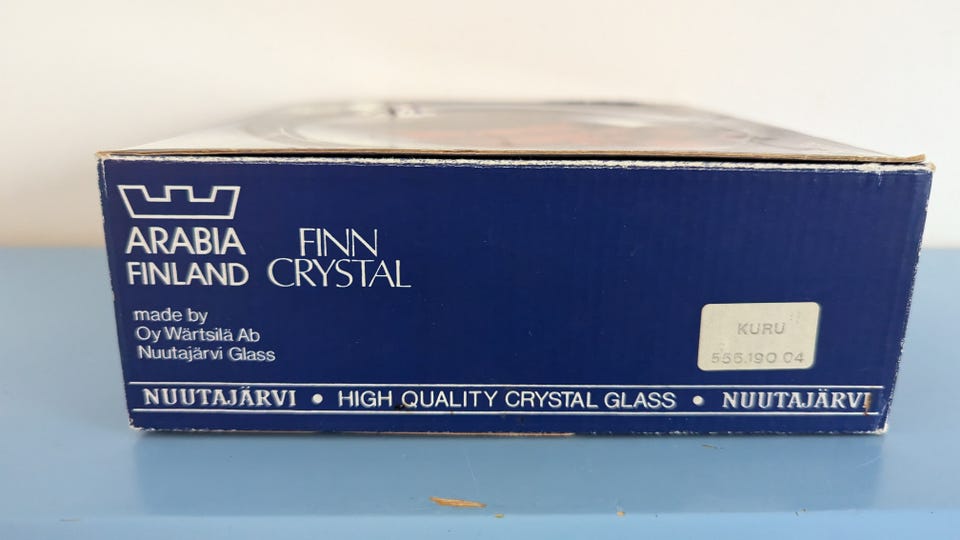 ARABIA
FINLAND
FINN
CRYSTAL
made by
Oy Wärtsilä Ab
Nuutajärvi Glass
KURU
556.190 04
NUUTAJÄRVI • HIGH QUALITY CRYSTAL GLASS • NUUTAJÄRVI